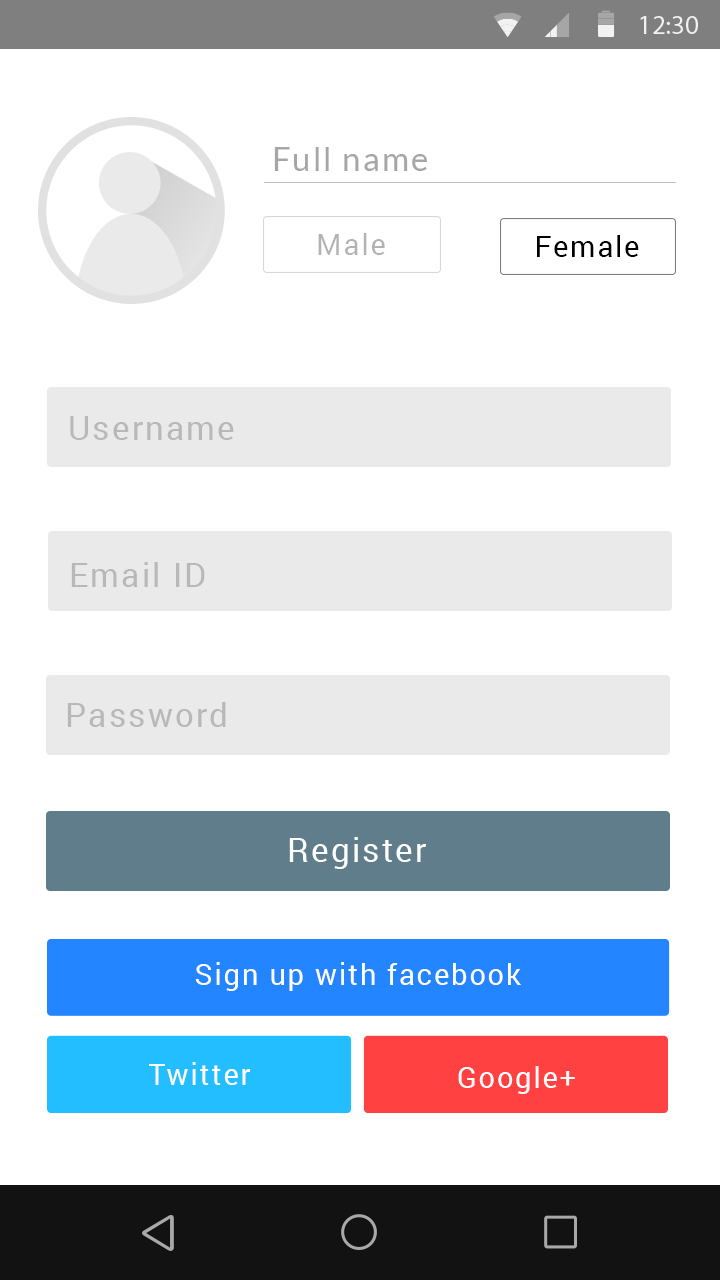 12:30
Full name
Male
Female
Username
Email ID
Password
Register
Sign up with facebook
Twitter
Google+